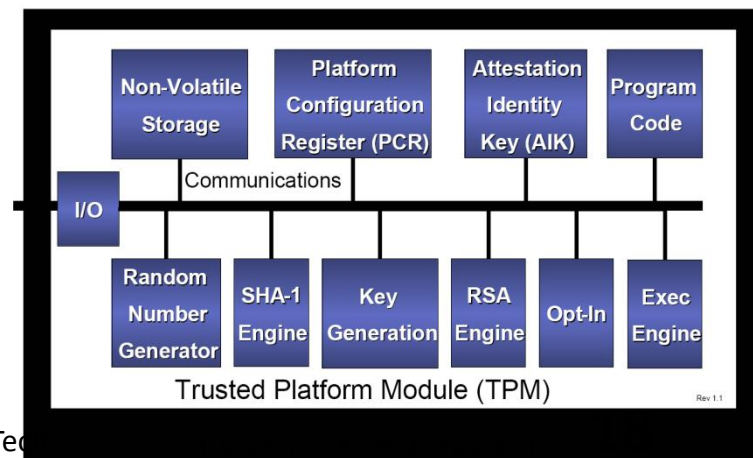 Non-Volatile
Storage
Platform
Configuration
Register (PCR)
Attestation
Identity
Key (AIK)
Program
Code
Communications
I/O
Random
Number
Generator
SHA-1
Engine
Key
Generation
RSA
Engine
Opt-In
Exec
Engine
Trusted Platform Module (TPM)
Rev 1.1